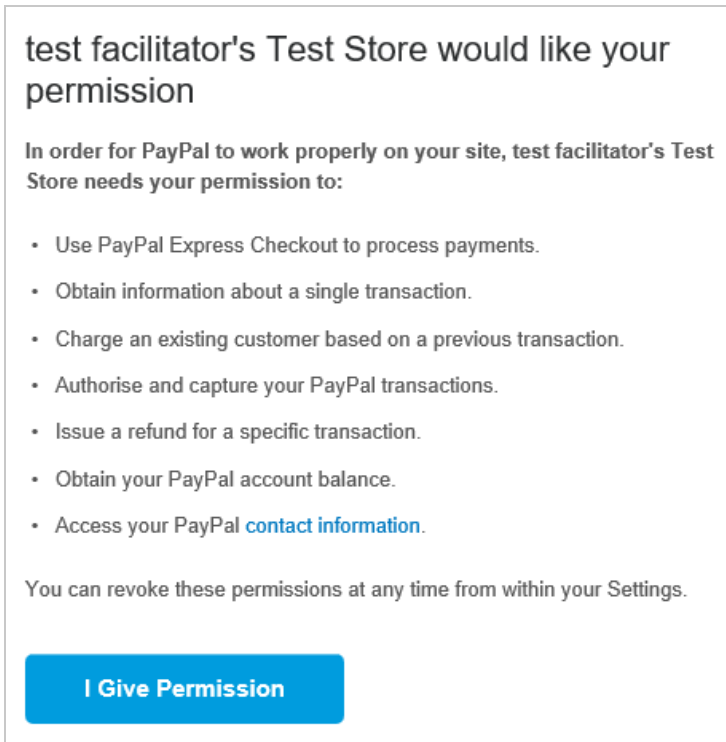 test facilitator's Test Store would like your
permission
In order for PayPal to work properly on your site, test facilitator's Test
Store needs your permission to:
• Use PayPal Express Checkout to process payments.
• Obtain information about a single transaction.
• Charge an existing customer based on a previous transaction.
• Authorise and capture your PayPal transactions.
• Issue a refund for a specific transaction.
• Obtain your PayPal account balance.
• Access your PayPal contact information.
You can revoke these permissions at any time from within your Settings.
I Give Permission